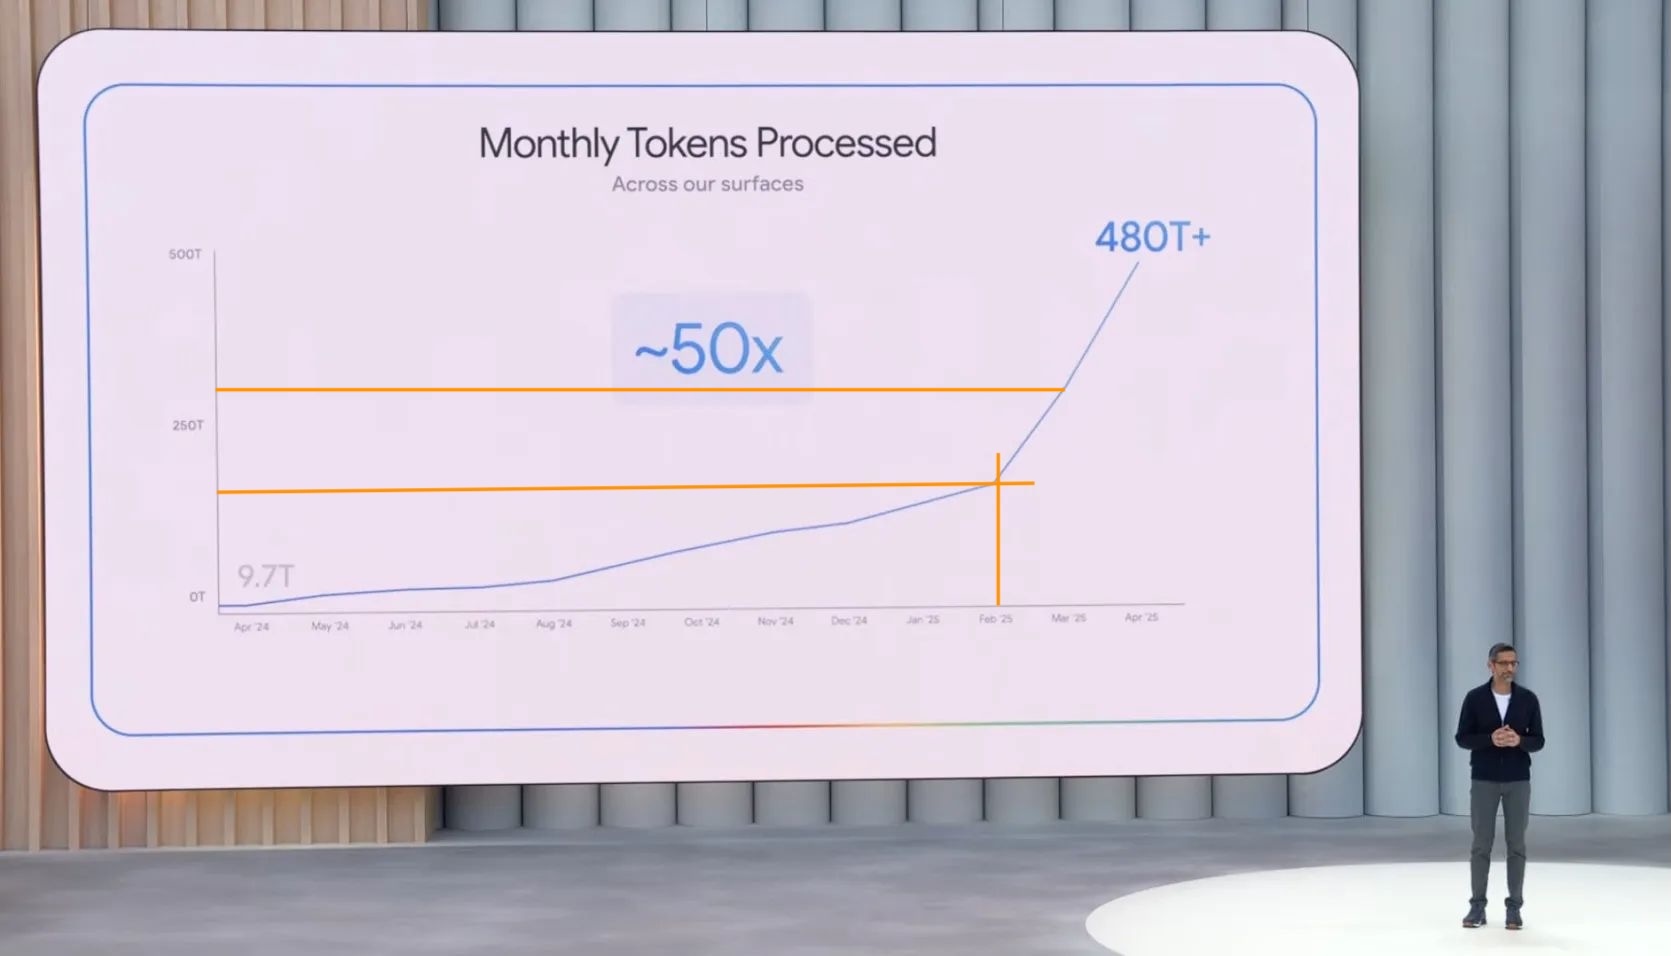 Monthly Tokens Processed
Across our surfaces
480T+
500T
~50x
250T
9.7T
0T
Apr '24 May '24 Jun '24 Jul '24 Aug '24 Sep '24 Oct '24 Nov '24 Dec '24 Jan '25 Feb '25 Mar '25 Apr '25